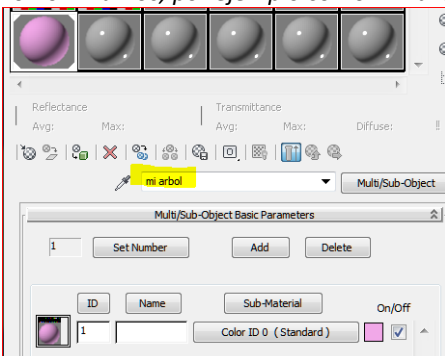 Reflectance
Transmittance
Avg: Max: Avg: Max: Diffuse:
mi arbol Multi/Sub-Object
Multi/Sub-Object Basic Parameters
1 Set Number Add Delete
ID Name Sub-Material On/Off
1 Color ID 0 ( Standard )